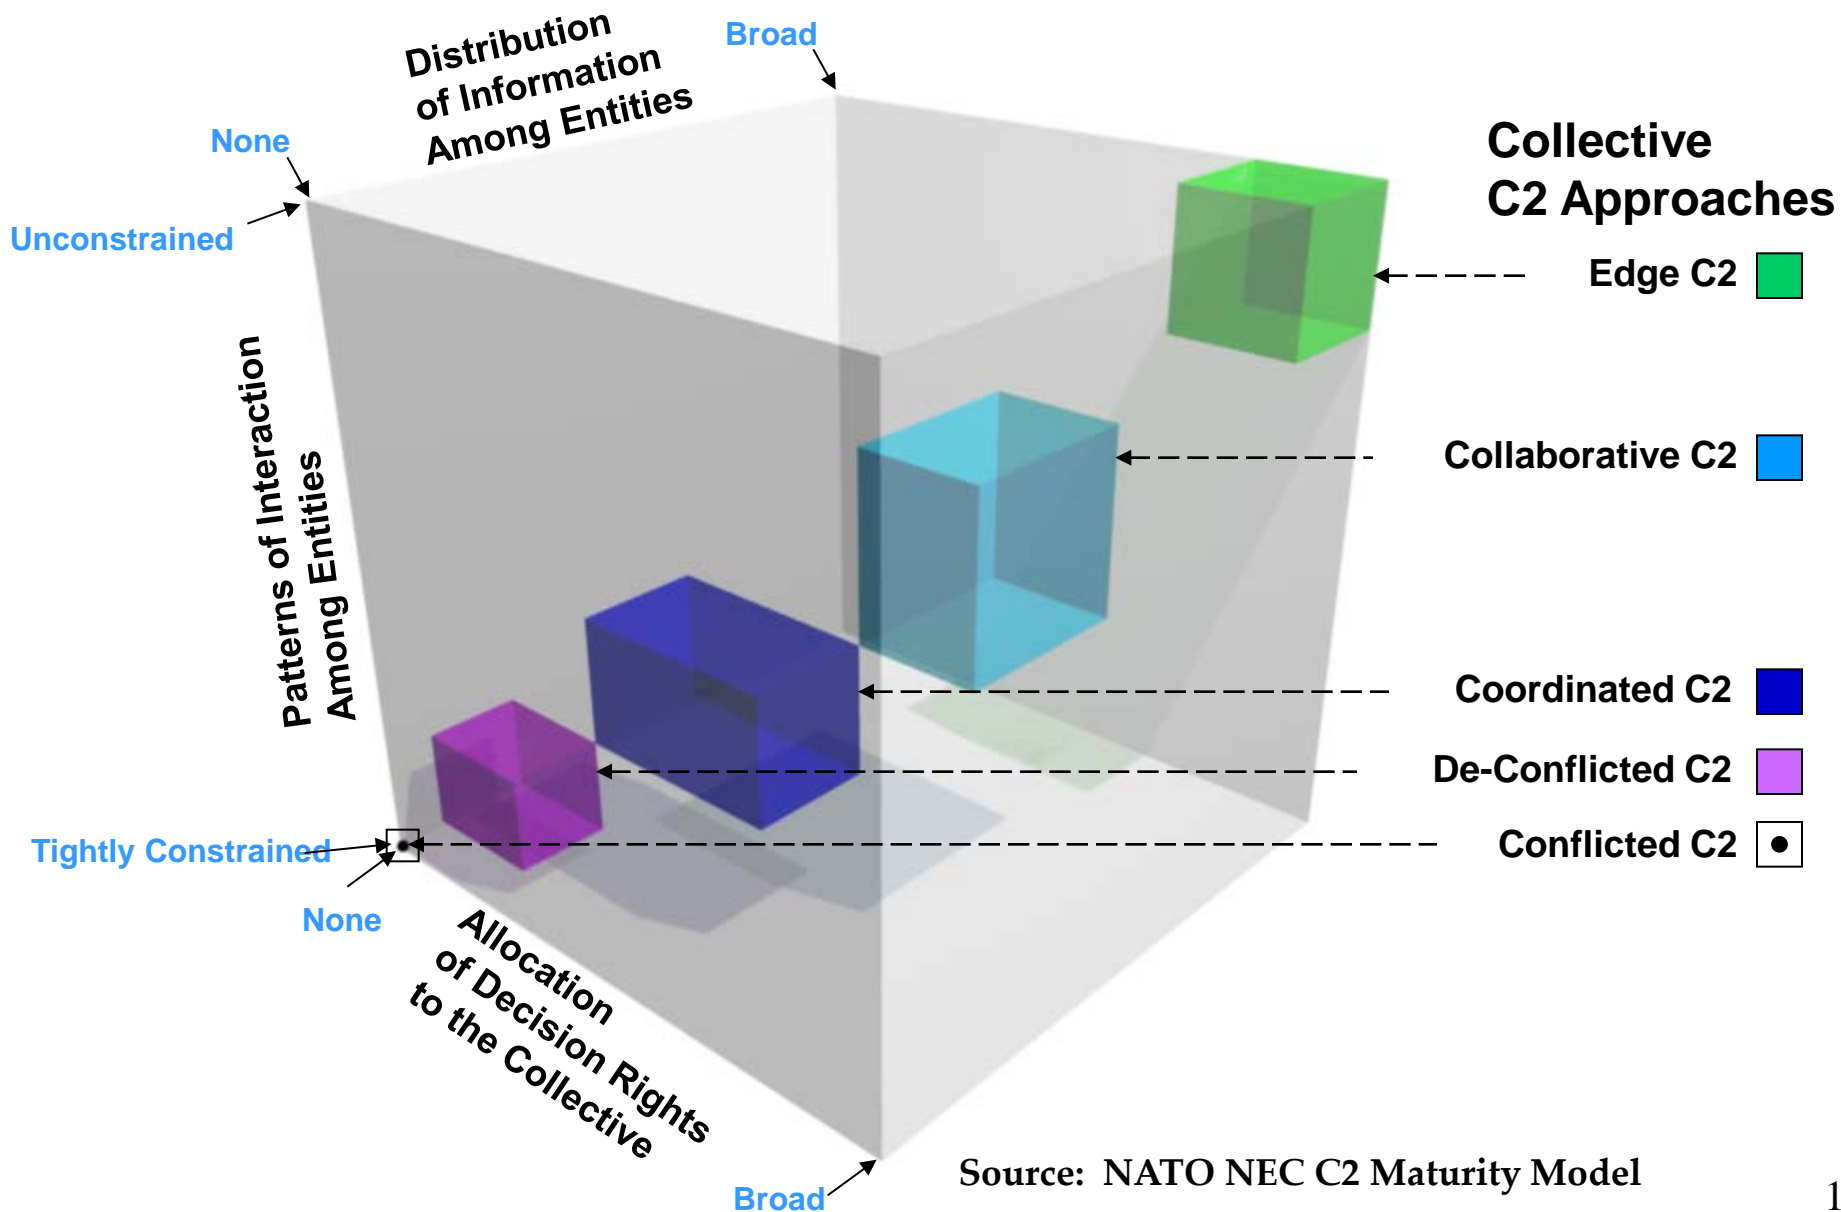 Distribution
of Information
Among Entities
Broad
None
Unconstrained
Patterns of Interaction
Among Entities
Tightly Constrained
None
Allocation
of Decision Rights
to the Collective
Broad
Collective
C2 Approaches
Edge C2
Collaborative C2
Coordinated C2
De-Conflicted C2
Conflicted C2
Source:  NATO NEC C2 Maturity Model
1